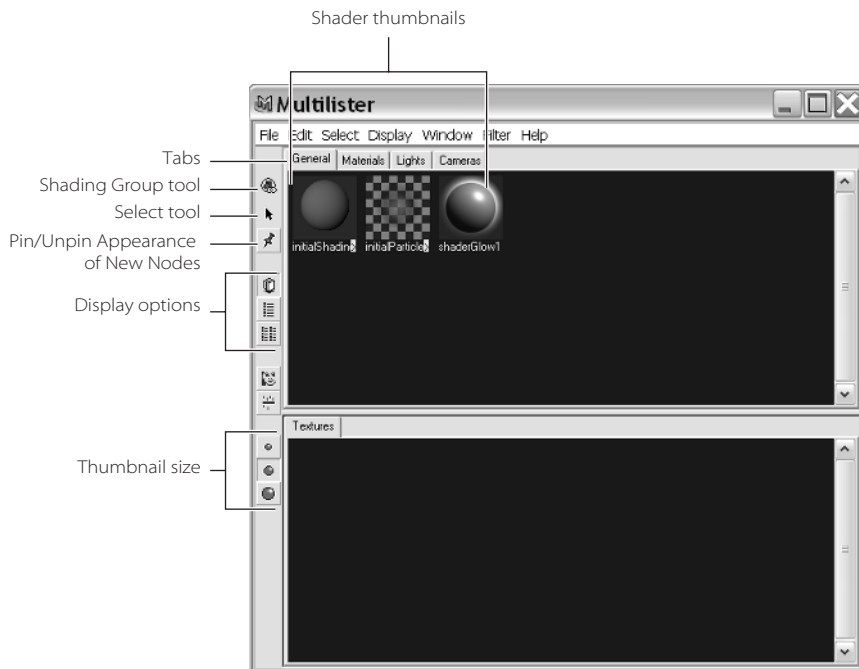 Shader thumbnails
Multilister
File Edit Select Display Window Filter Help
Tabs
General Materials Lights Cameras
Shading Group tool
Select tool
Pin/Unpin Appearance
of New Nodes
initialShading initialParticle shaderGlow1
Display options
Textures
Thumbnail size